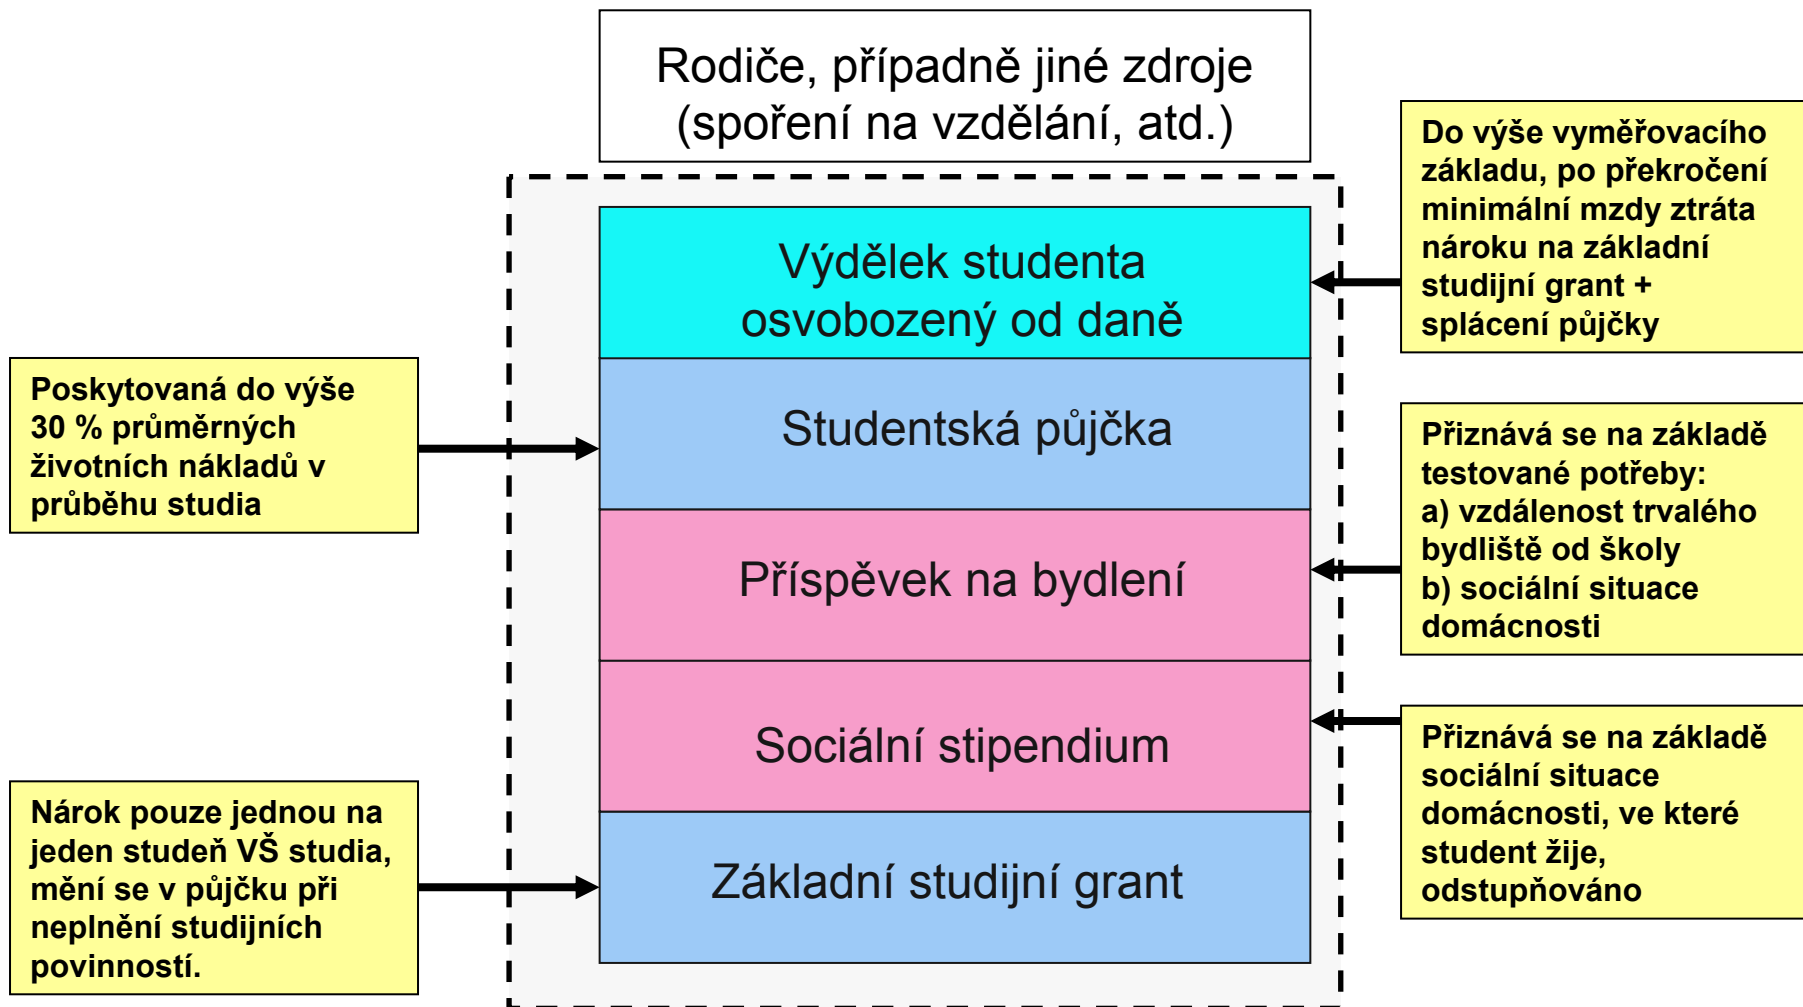 Rodiče, případně jiné zdroje
(spoření na vzdělání, atd.)
Výdělek studenta
osvobozený od daně
Studentská půjčka
Příspěvek na bydlení
Sociální stipendium
Základní studijní grant
Poskytovaná do výše
30 % průměrných
životních nákladů v
průběhu studia
Nárok pouze jednou na
jeden studeň VŠ studia,
mění se v půjčku při
neplnění studijních
povinností.
Do výše vyměřovacího
základu, po překročení
minimální mzdy ztráta
nároku na základní
studijní grant +
splácení půjčky
Přiznává se na základě
testované potřeby:
a) vzdálenost trvalého
bydliště od školy
b) sociální situace
domácnosti
Přiznává se na základě
sociální situace
domácnosti, ve které
student žije,
odstupňováno